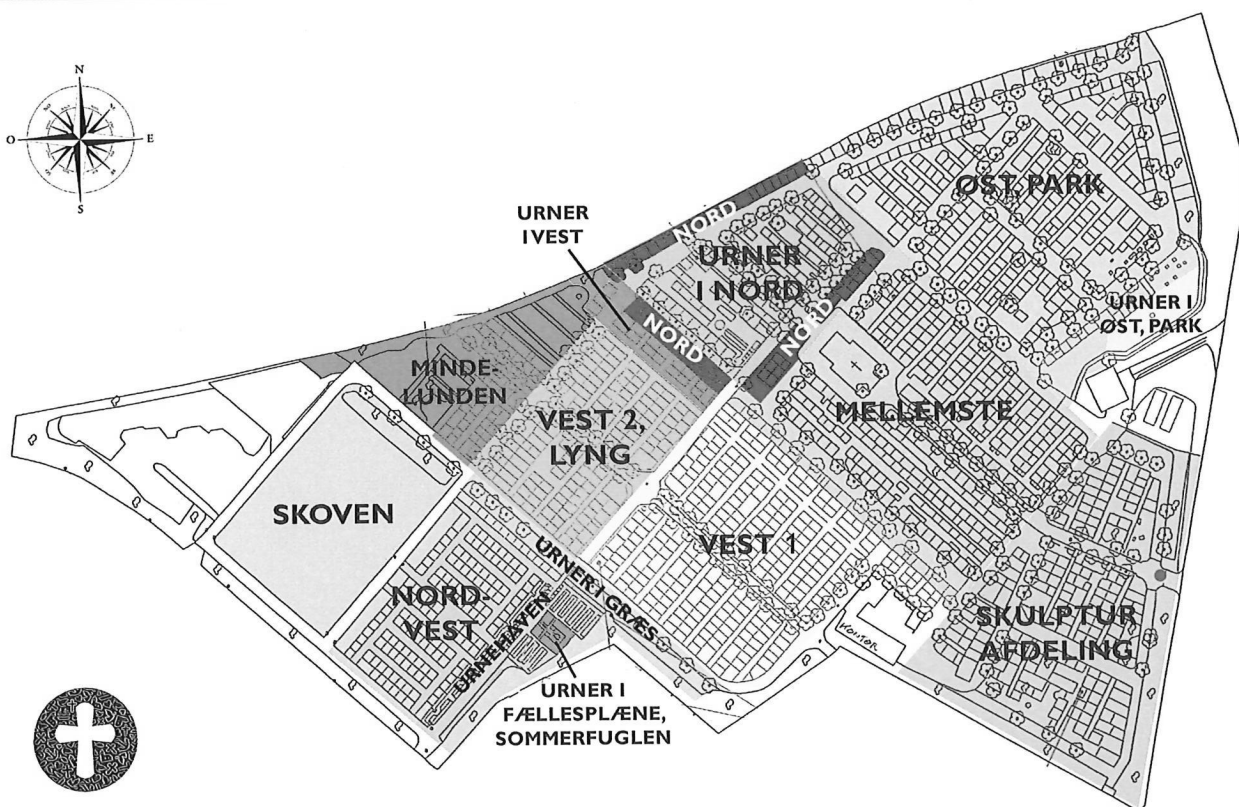 N
O
E
S
URNER
I VEST
NORD
URNER
I NORD
NORD
NORD
ØST, PARK
URNER I
ØST, PARK
MINDE-
LUNDEN
VEST 2,
LYNG
MELLEMSTE
SKOVEN
VEST 1
URNER I GRÆS
NORD-
VEST
URNEHAVEN
KONTOR
SKULPTUR
AFDELING
URNER I
FÆLLESPLÆNE,
SOMMERFUGLEN